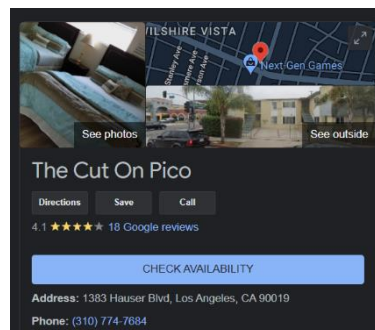 WILSHIRE VISTA
Stanley Ave
Next-Gen Games
See photos
See outside
The Cut On Pico
Directions Save Call
4.1 ★★★★★ 18 Google reviews
CHECK AVAILABILITY
Address: 1383 Hauser Blvd, Los Angeles, CA 90019
Phone: (310) 774-7684